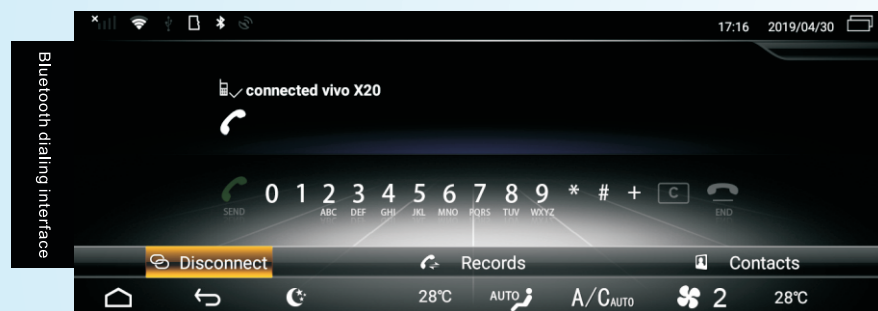 Bluetooth dialing interface
17:16 2019/04/30
connected vivo X20
0 1 2 3 4 5 6 7 8 9 * # + C
SEND ABC DEF GHI JKL MNO PQRS TUV WXYZ END
Disconnect Records Contacts
28℃ AUTO A/C AUTO 2 28℃